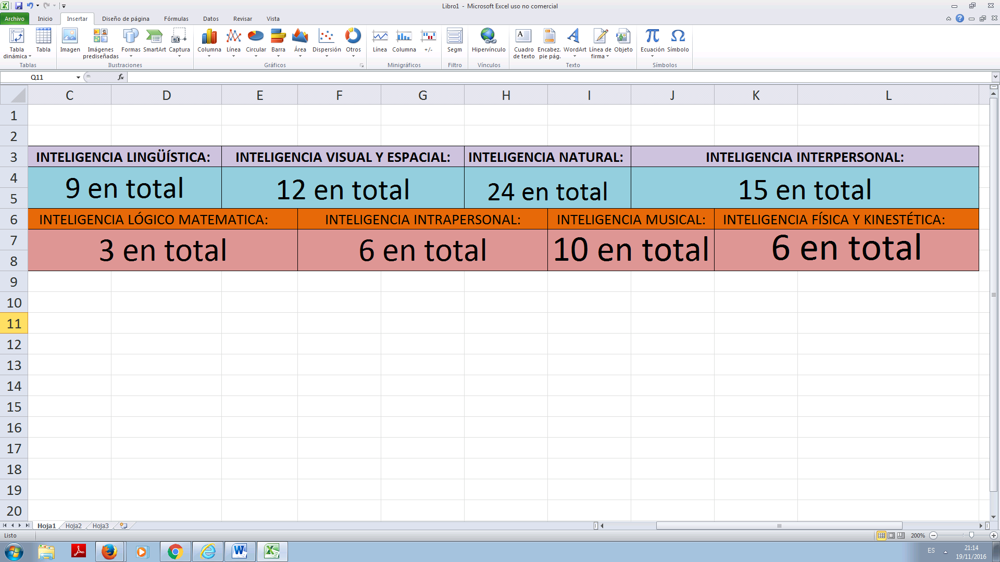 Libro1 - Microsoft Excel uso no comercial
Archivo Inicio Insertar Diseño de página Fórmulas Datos Revisar Vista
Tabla dinámica Tabla Imagen Imágenes prediseñadas Formas SmartArt Captura Columna Línea Circular Barra Área Dispersión Otros Línea Columna +/- Segm Hipervínculo Cuadro de texto Encabez. pie pág. WordArt Línea de firma Objeto Ecuación Símbolo
Tablas Ilustraciones Gráficos Minigráficos Filtro Vínculos Texto Símbolos
Q11 fx
C D E F G H I J K L
1
2
3 INTELIGENCIA LINGÜÍSTICA: INTELIGENCIA VISUAL Y ESPACIAL: INTELIGENCIA NATURAL: INTELIGENCIA INTERPERSONAL:
4
9 en total 12 en total 24 en total 15 en total
5
6 INTELIGENCIA LÓGICO MATEMATICA: INTELIGENCIA INTRAPERSONAL: INTELIGENCIA MUSICAL: INTELIGENCIA FÍSICA Y KINESTÉTICA:
7
3 en total 6 en total 10 en total 6 en total
8
9
10
11
12
13
14
15
16
17
18
19
20
Hoja1 Hoja2 Hoja3
Listo 200%
ES 21:14
19/11/2016